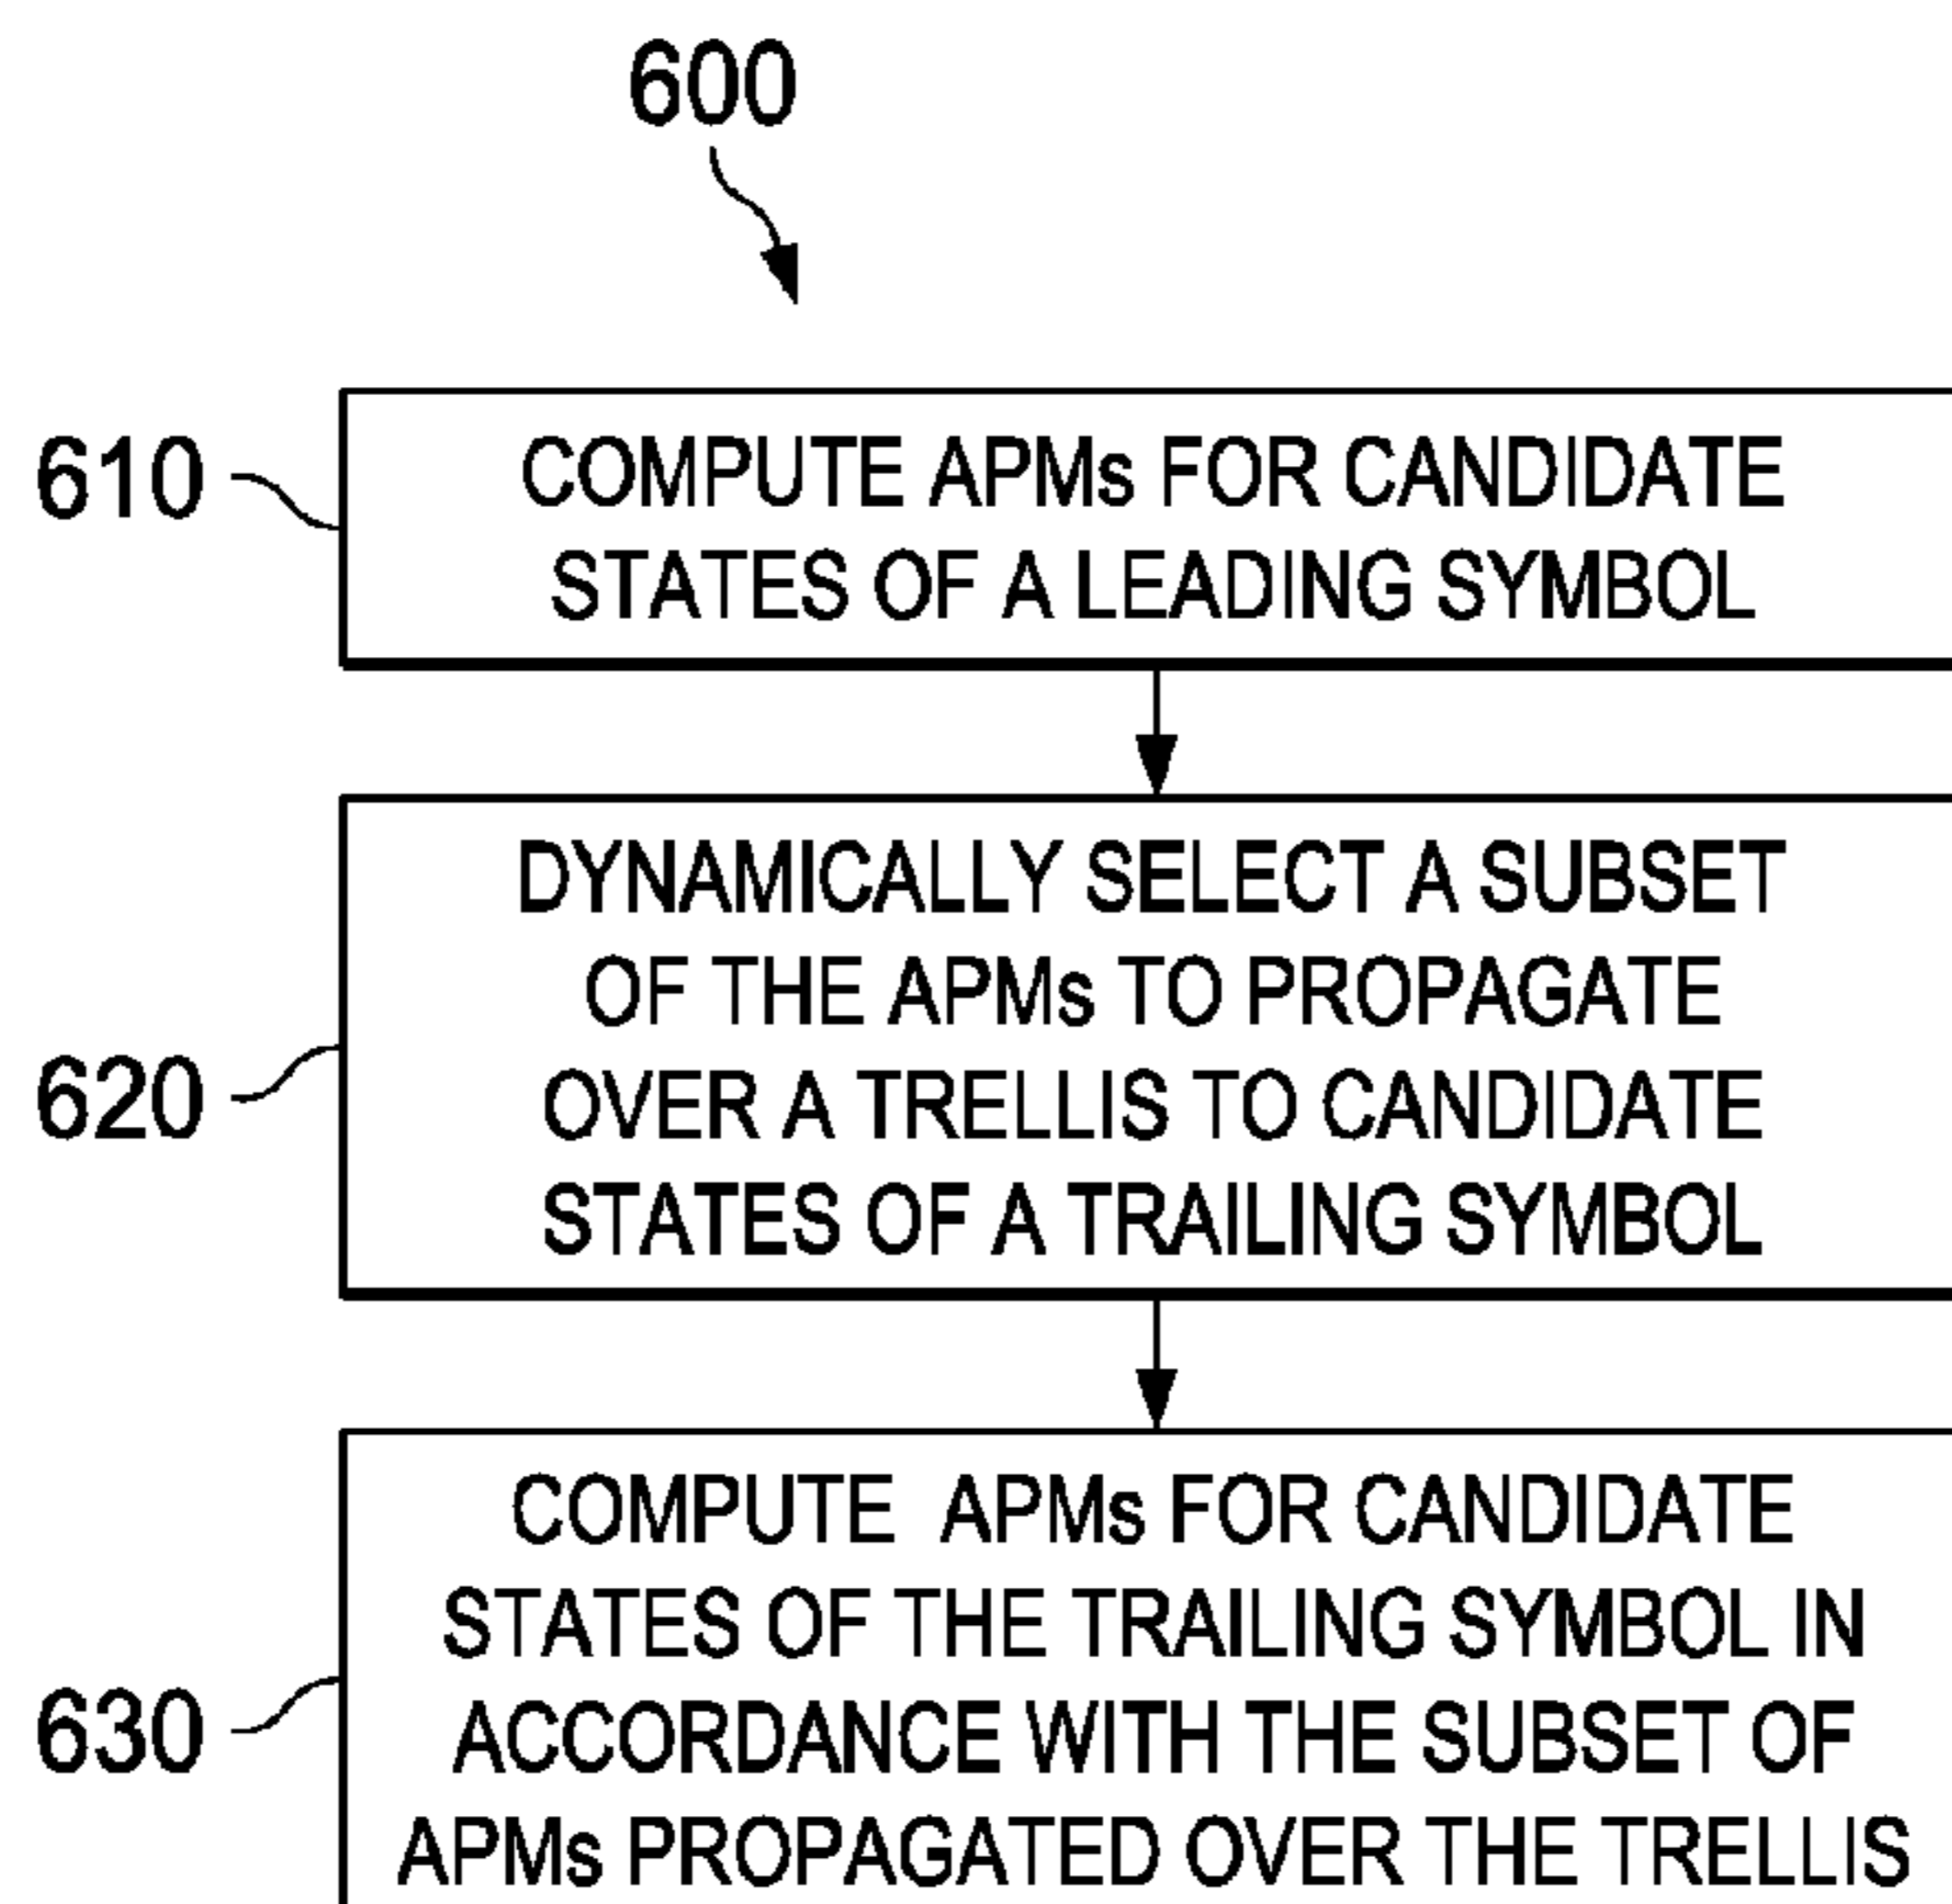 600
610
COMPUTE APMs FOR CANDIDATE
STATES OF A LEADING SYMBOL
620
DYNAMICALLY SELECT A SUBSET
OF THE APMs TO PROPAGATE
OVER A TRELLIS TO CANDIDATE
STATES OF A TRAILING SYMBOL
630
COMPUTE APMs FOR CANDIDATE
STATES OF THE TRAILING SYMBOL IN
ACCORDANCE WITH THE SUBSET OF
APMs PROPAGATED OVER THE TRELLIS